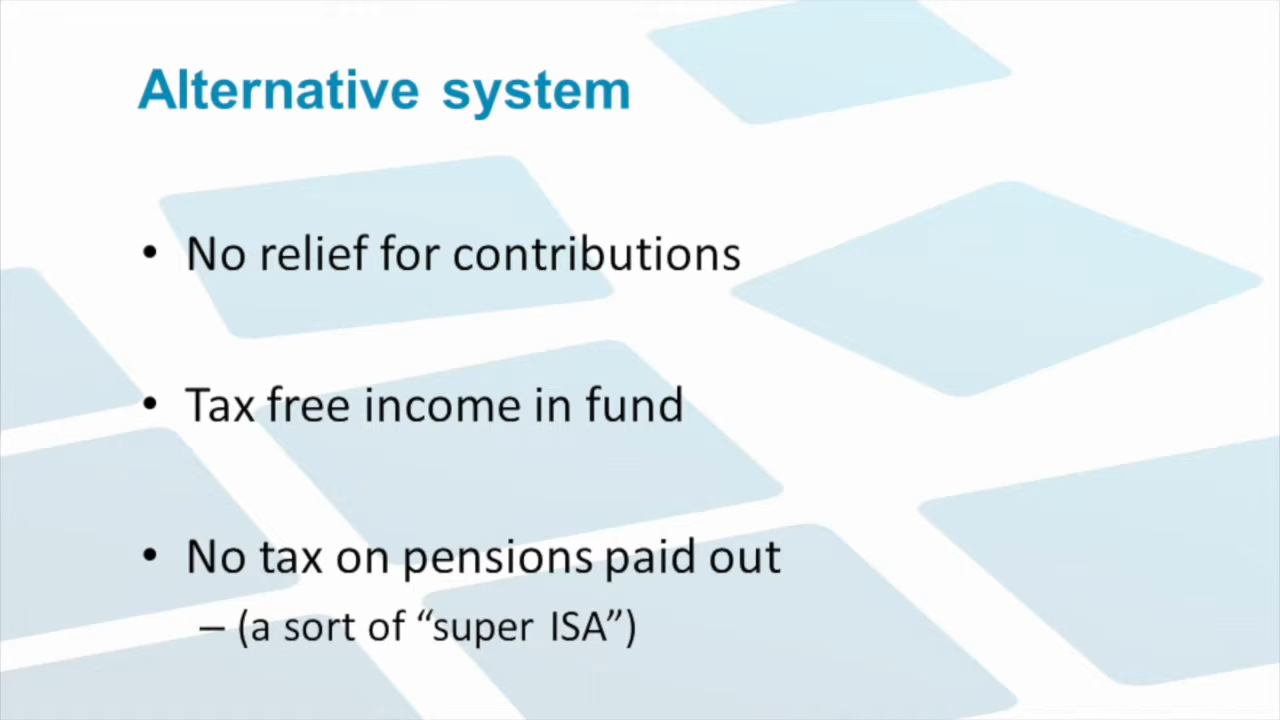 Alternative system
• No relief for contributions
• Tax free income in fund
• No tax on pensions paid out
– (a sort of “super ISA”)